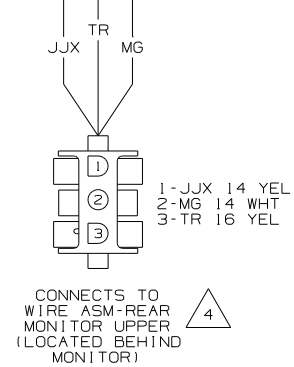 TR
JJX MG
1
2
3
1-JJX 14 YEL
2-MG 14 WHT
3-TR 16 YEL
CONNECTS TO
WIRE ASM-REAR
MONITOR UPPER
(LOCATED BEHIND
MONITOR)
4